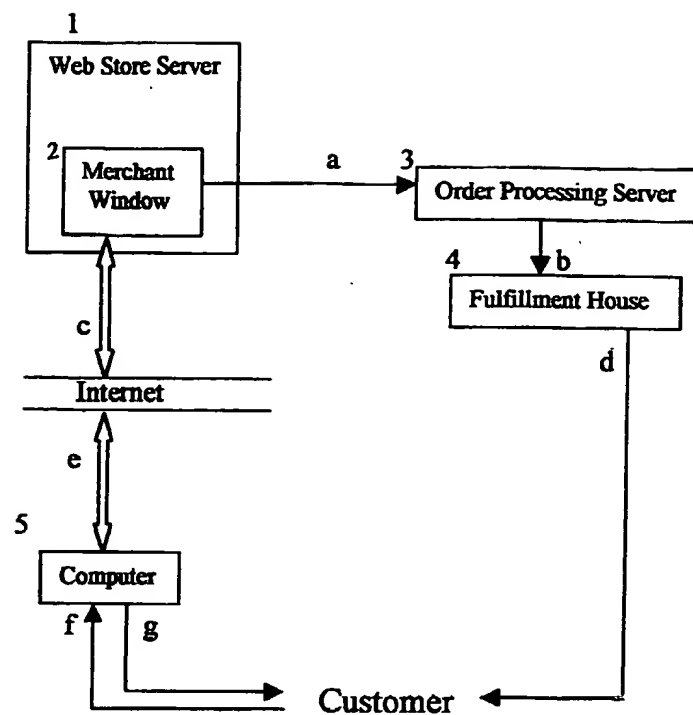 1
Web Store Server
2
Merchant
Window
a
3
Order Processing Server
4
b
Fulfillment House
c
d
Internet
e
5
Computer
f
g
Customer